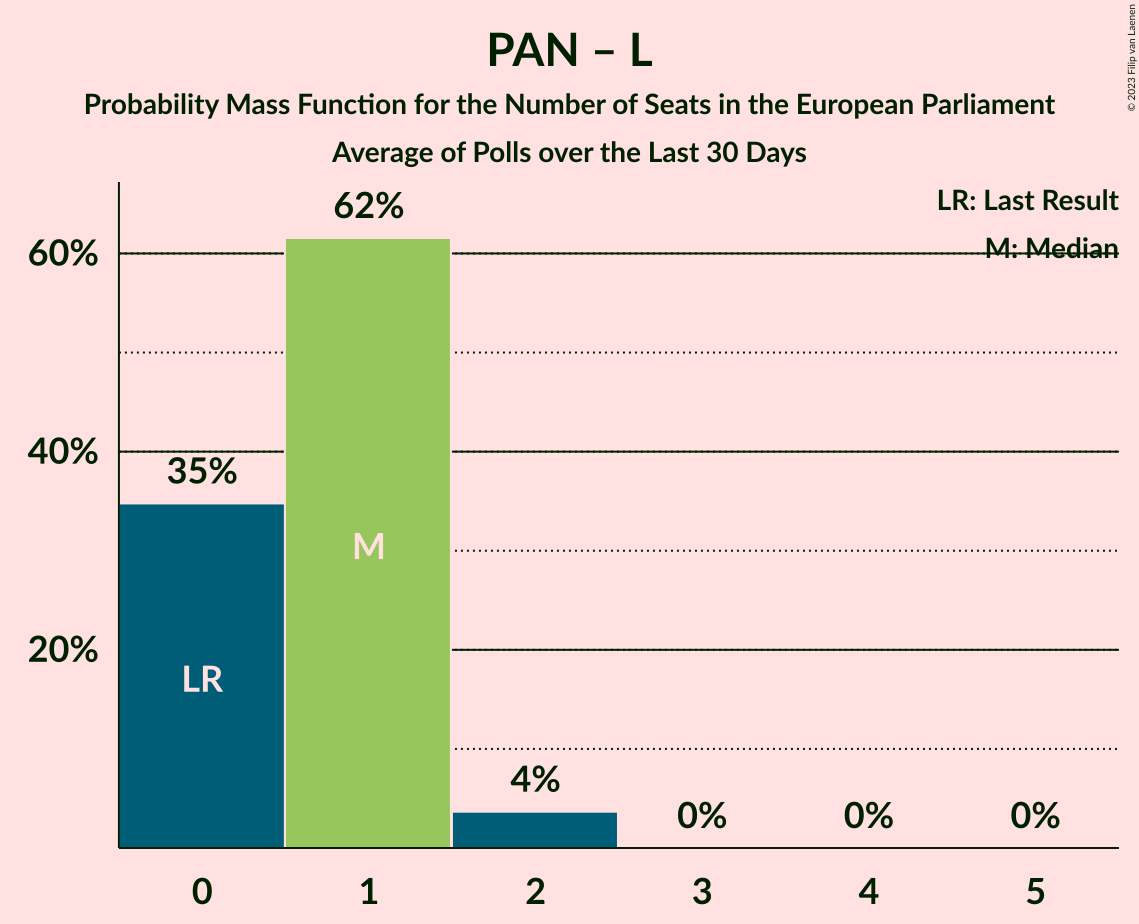 PAN – L
Probability Mass Function for the Number of Seats in the European Parliament
Average of Polls over the Last 30 Days
© 2023 Filip van Laenen
LR: Last Result
M: Median
62%
60%
40%
35%
M
20%
LR
4%
0%
0%
0%
0
1
2
3
4
5